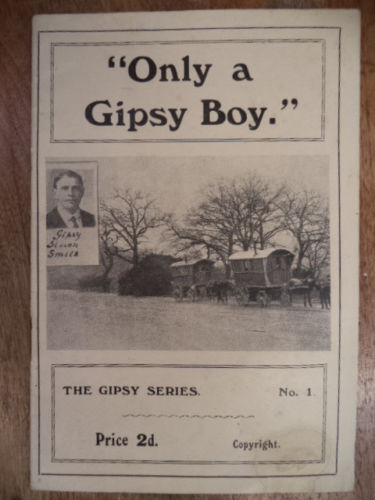 "Only a
Gipsy Boy."
Gipsy
Simon
Smith
THE GIPSY SERIES. No. 1.
Price 2d. Copyright.